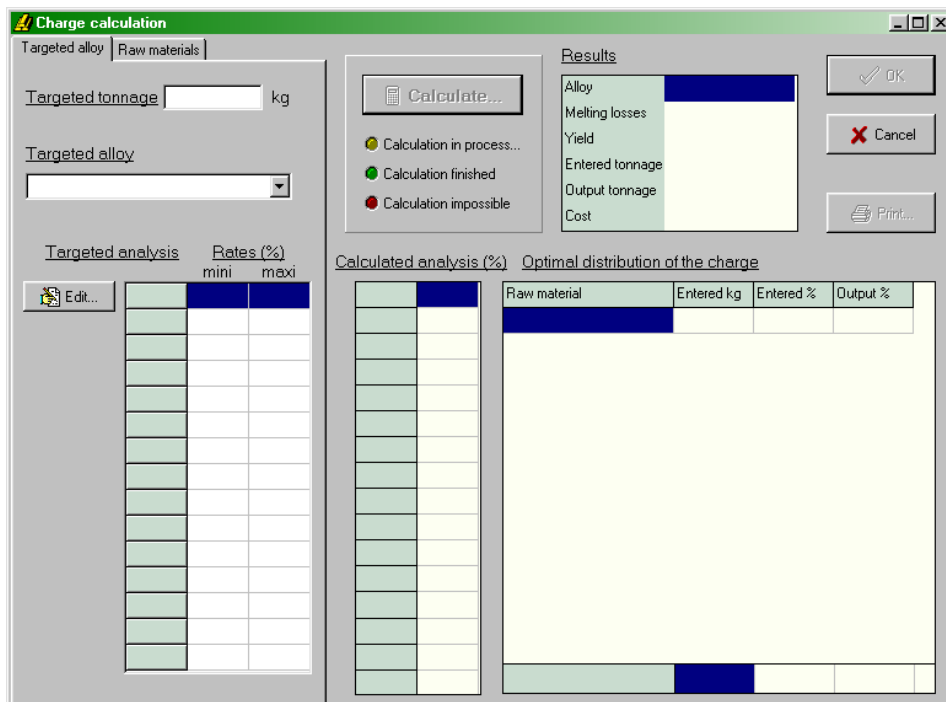 Charge calculation
Targeted alloy
Raw materials
Targeted tonnage
kg
Targeted alloy
Targeted analysis
Rates (%)
mini
maxi
Edit...
Calculate...
Calculation in process...
Calculation finished
Calculation impossible
Results
Alloy
Melting losses
Yield
Entered tonnage
Output tonnage
Cost
OK
Cancel
Print...
Calculated analysis (%)
Optimal distribution of the charge
Raw material
Entered kg
Entered %
Output %